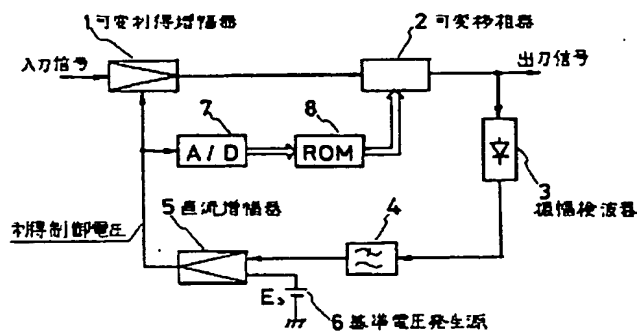 1 可変利得増幅器
2 可変移相器
入力信号
出力信号
7
8
A/D
ROM
3
振幅検波器
5 直流増幅器
4
利得制御電圧
E₃
6 基準電圧発生源